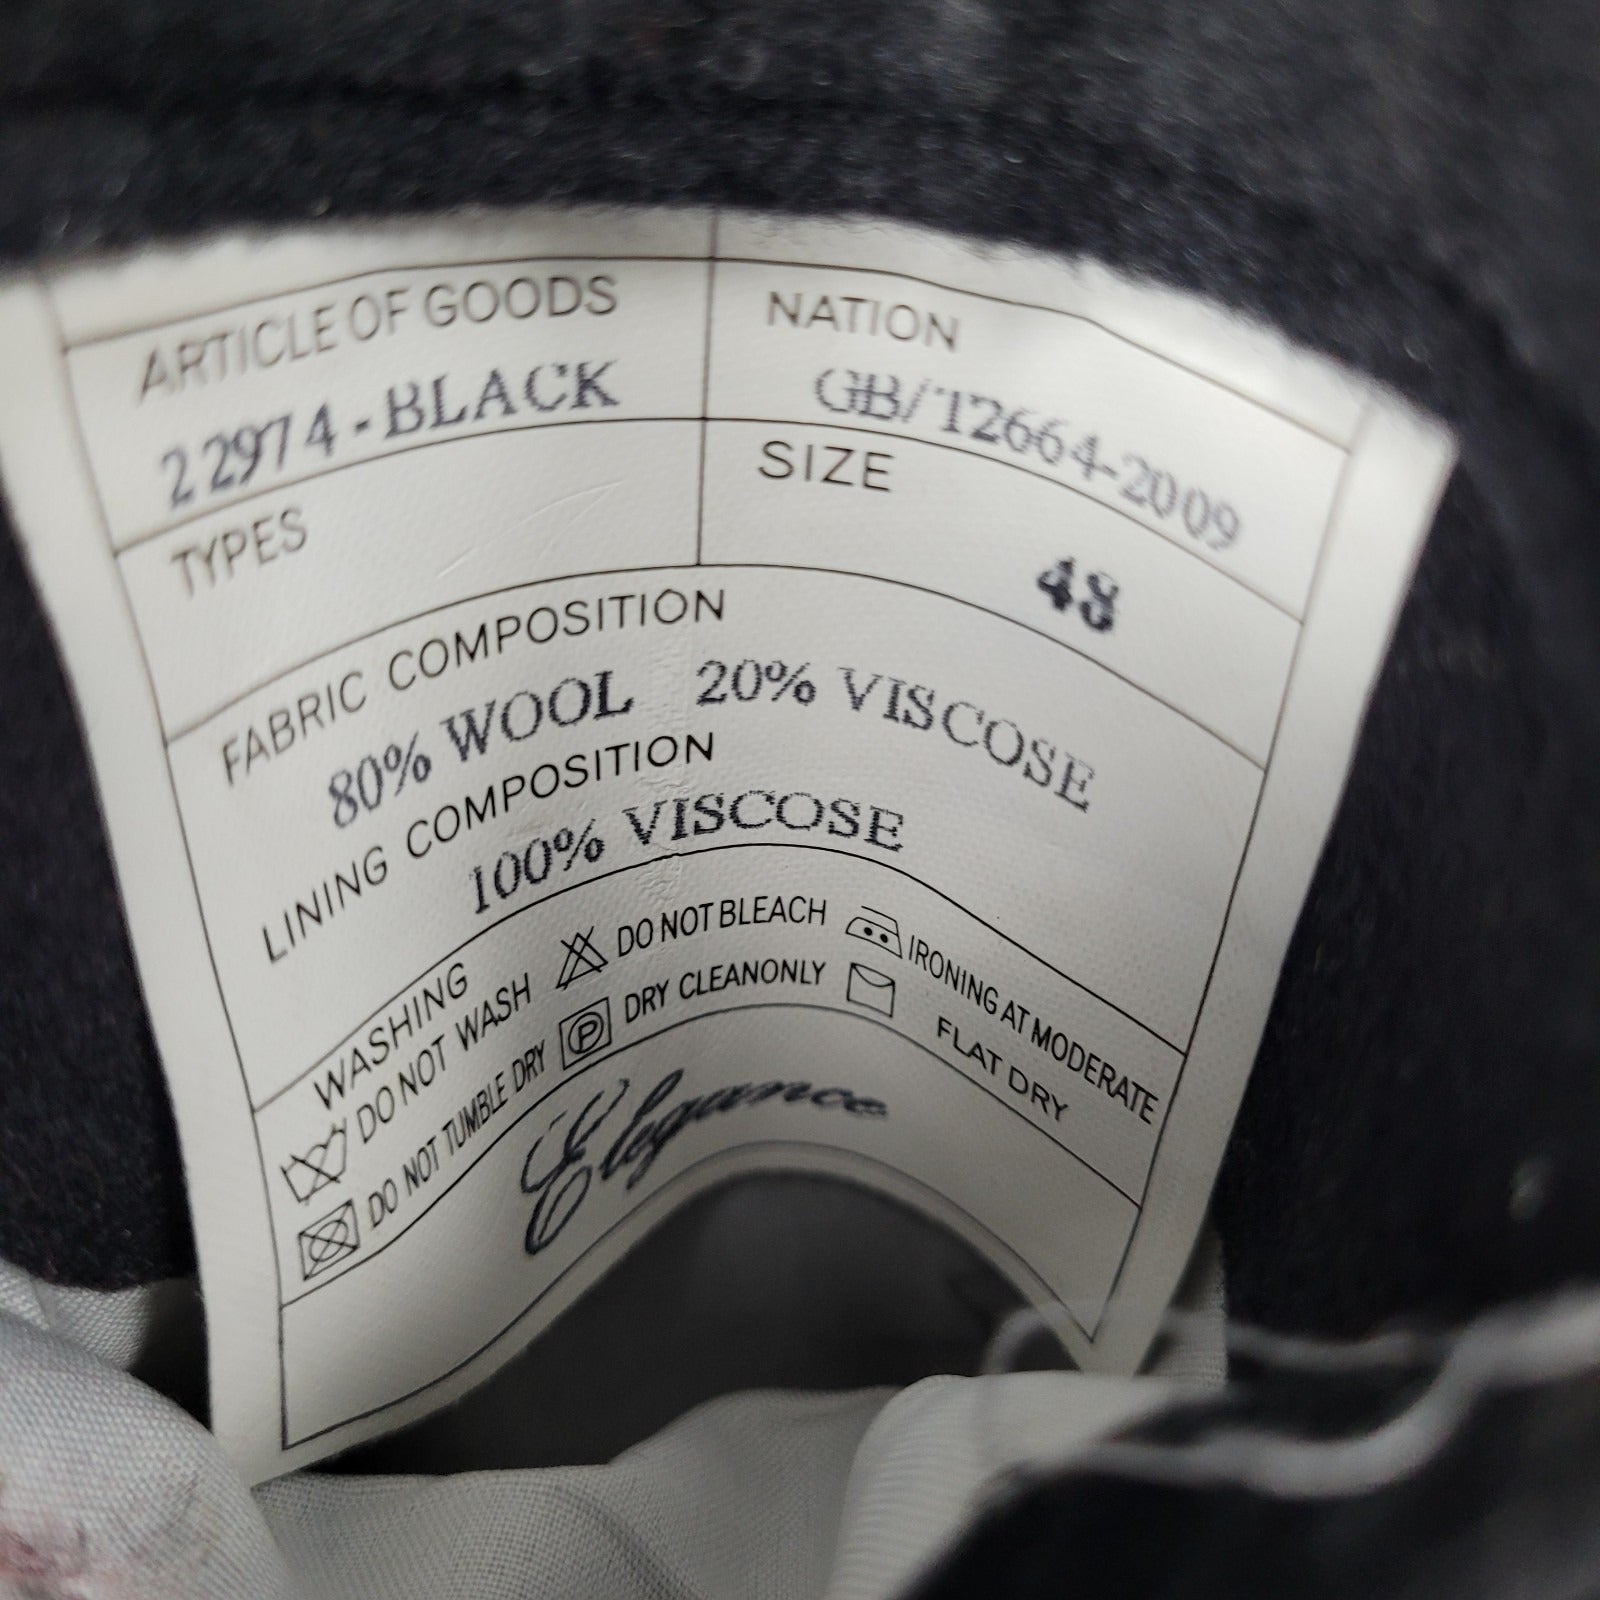 ARTICLE OF GOODS
22974-BLACK
NATION
GB/T2664-2009
TYPES
SIZE
48
FABRIC COMPOSITION
80% WOOL 20% VISCOSE
LINING COMPOSITION
100% VISCOSE
WASHING
DO NOT WASH DO NOT BLEACH IRONING AT MODERATE
DO NOT TUMBLE DRY P DRY CLEANONLY FLAT DRY
Elegance